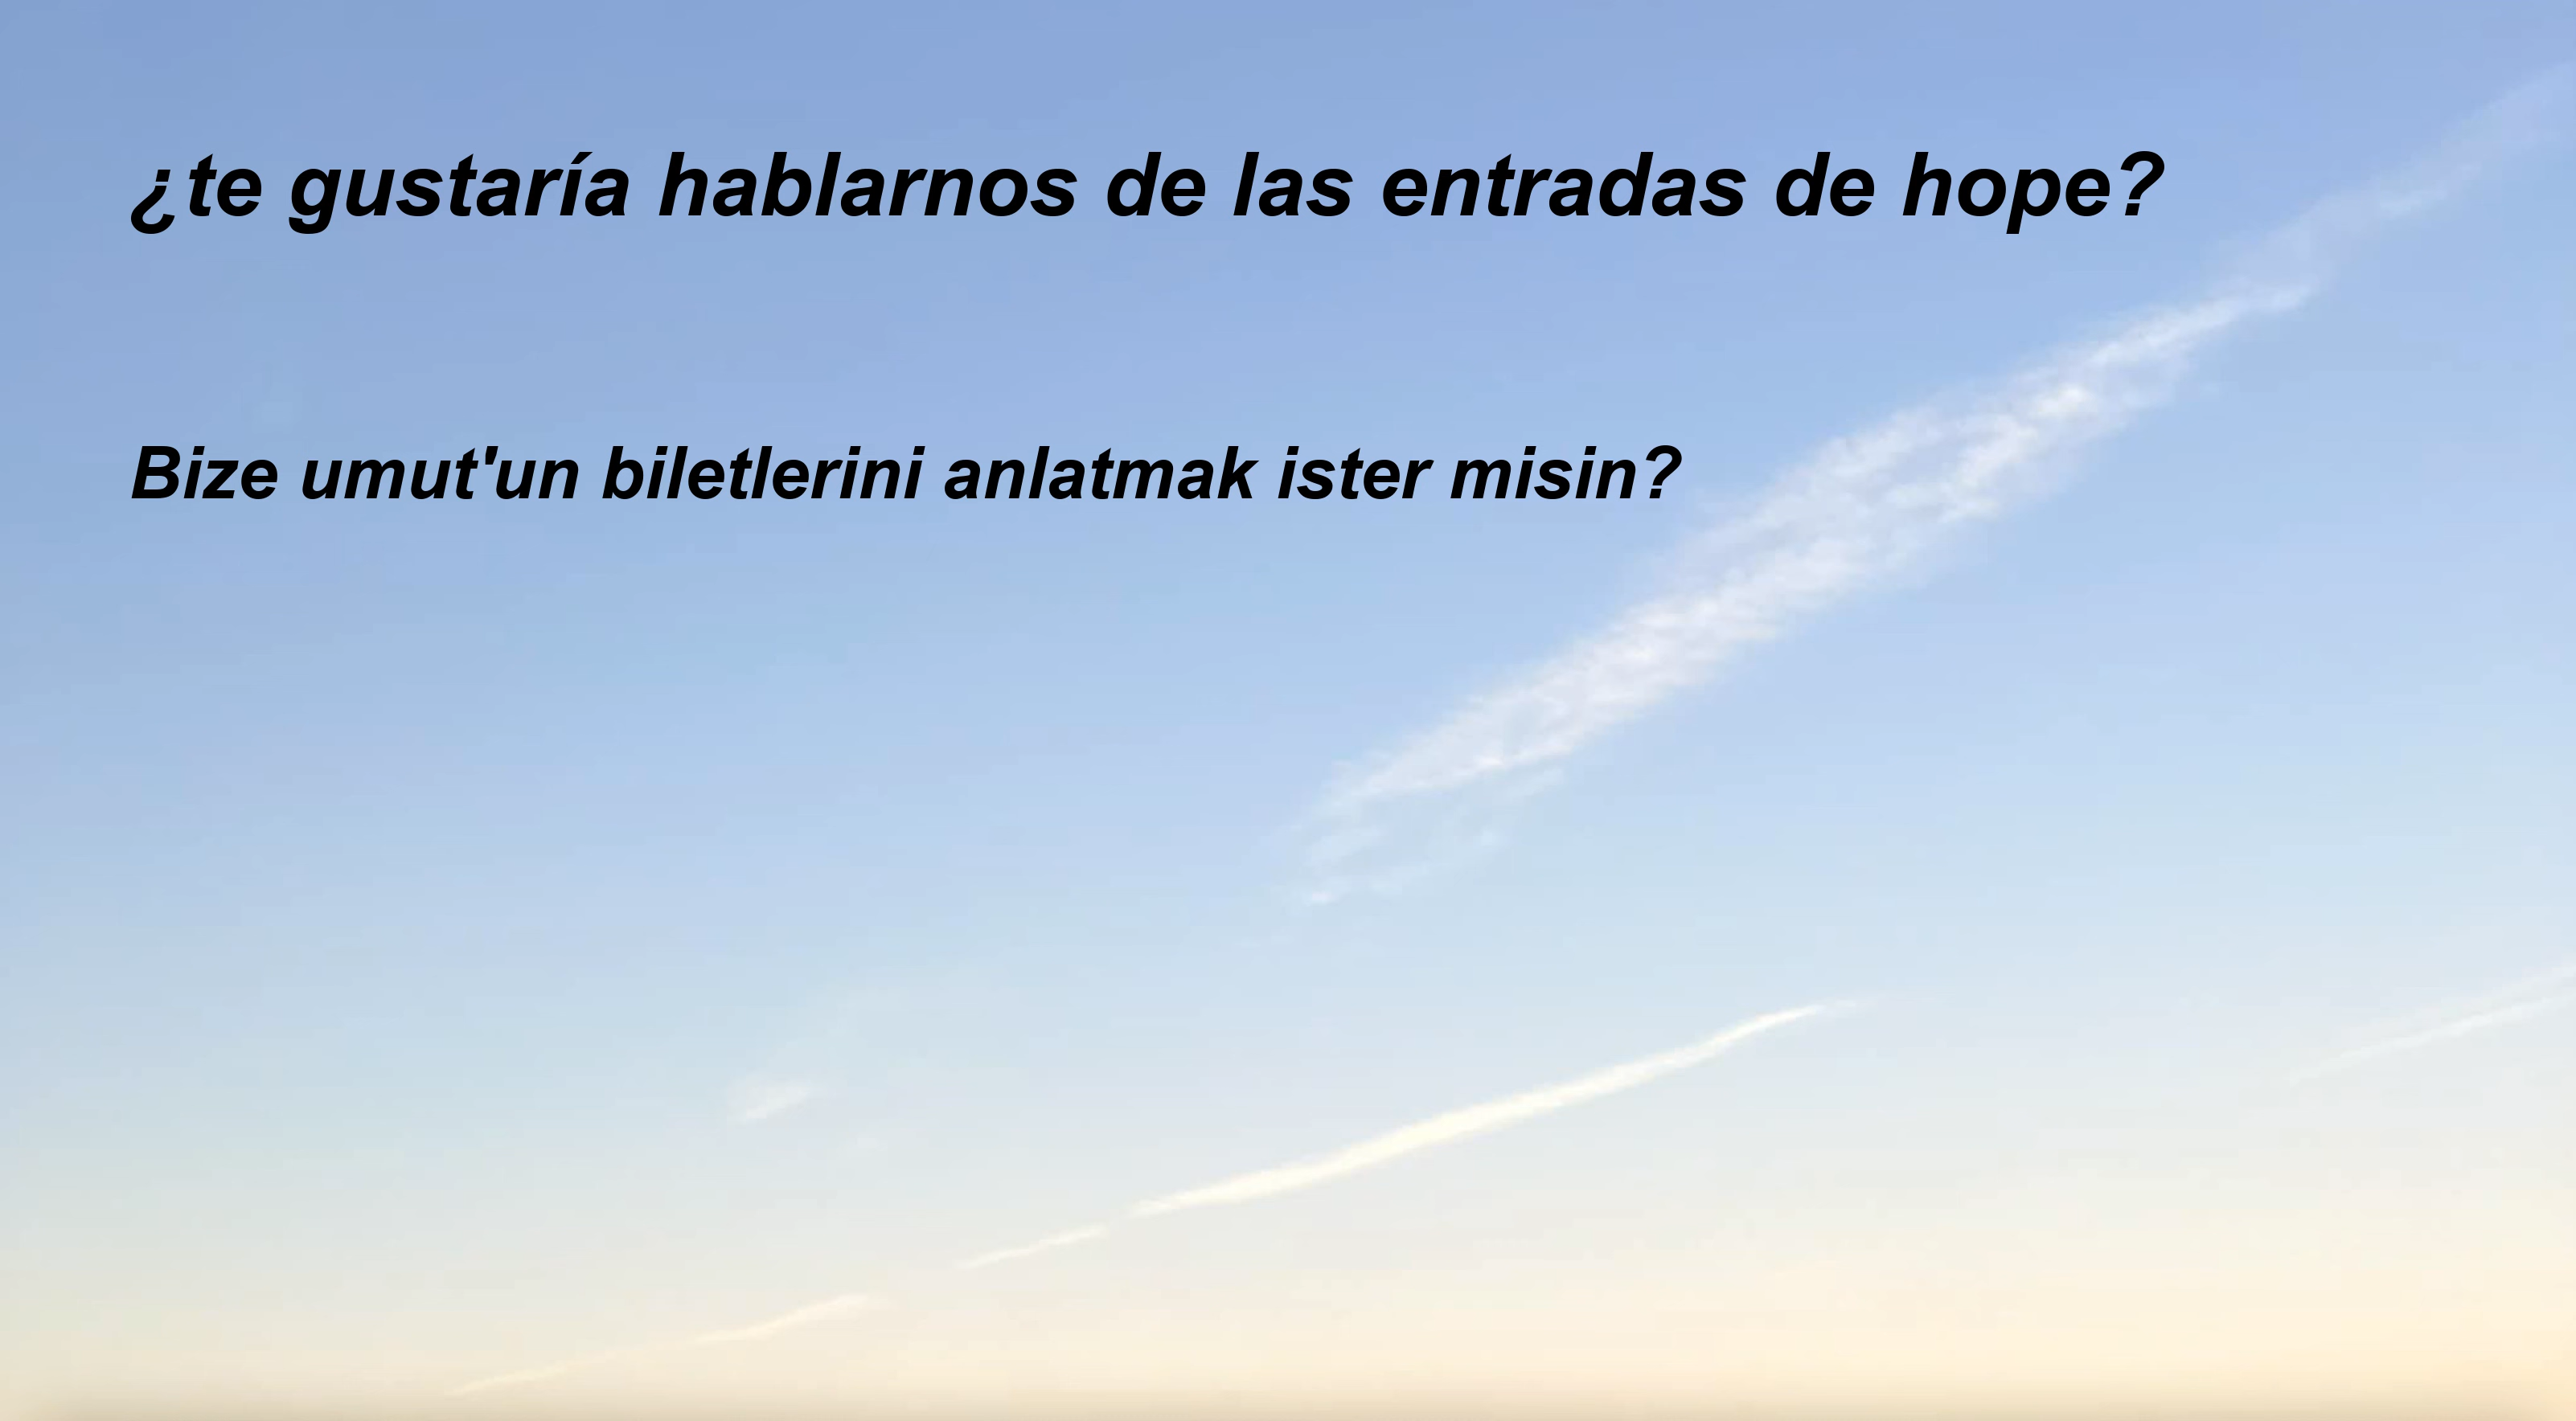 ¿te gustaría hablarnos de las entradas de hope?
Bize umut'un biletlerini anlatmak ister misin?